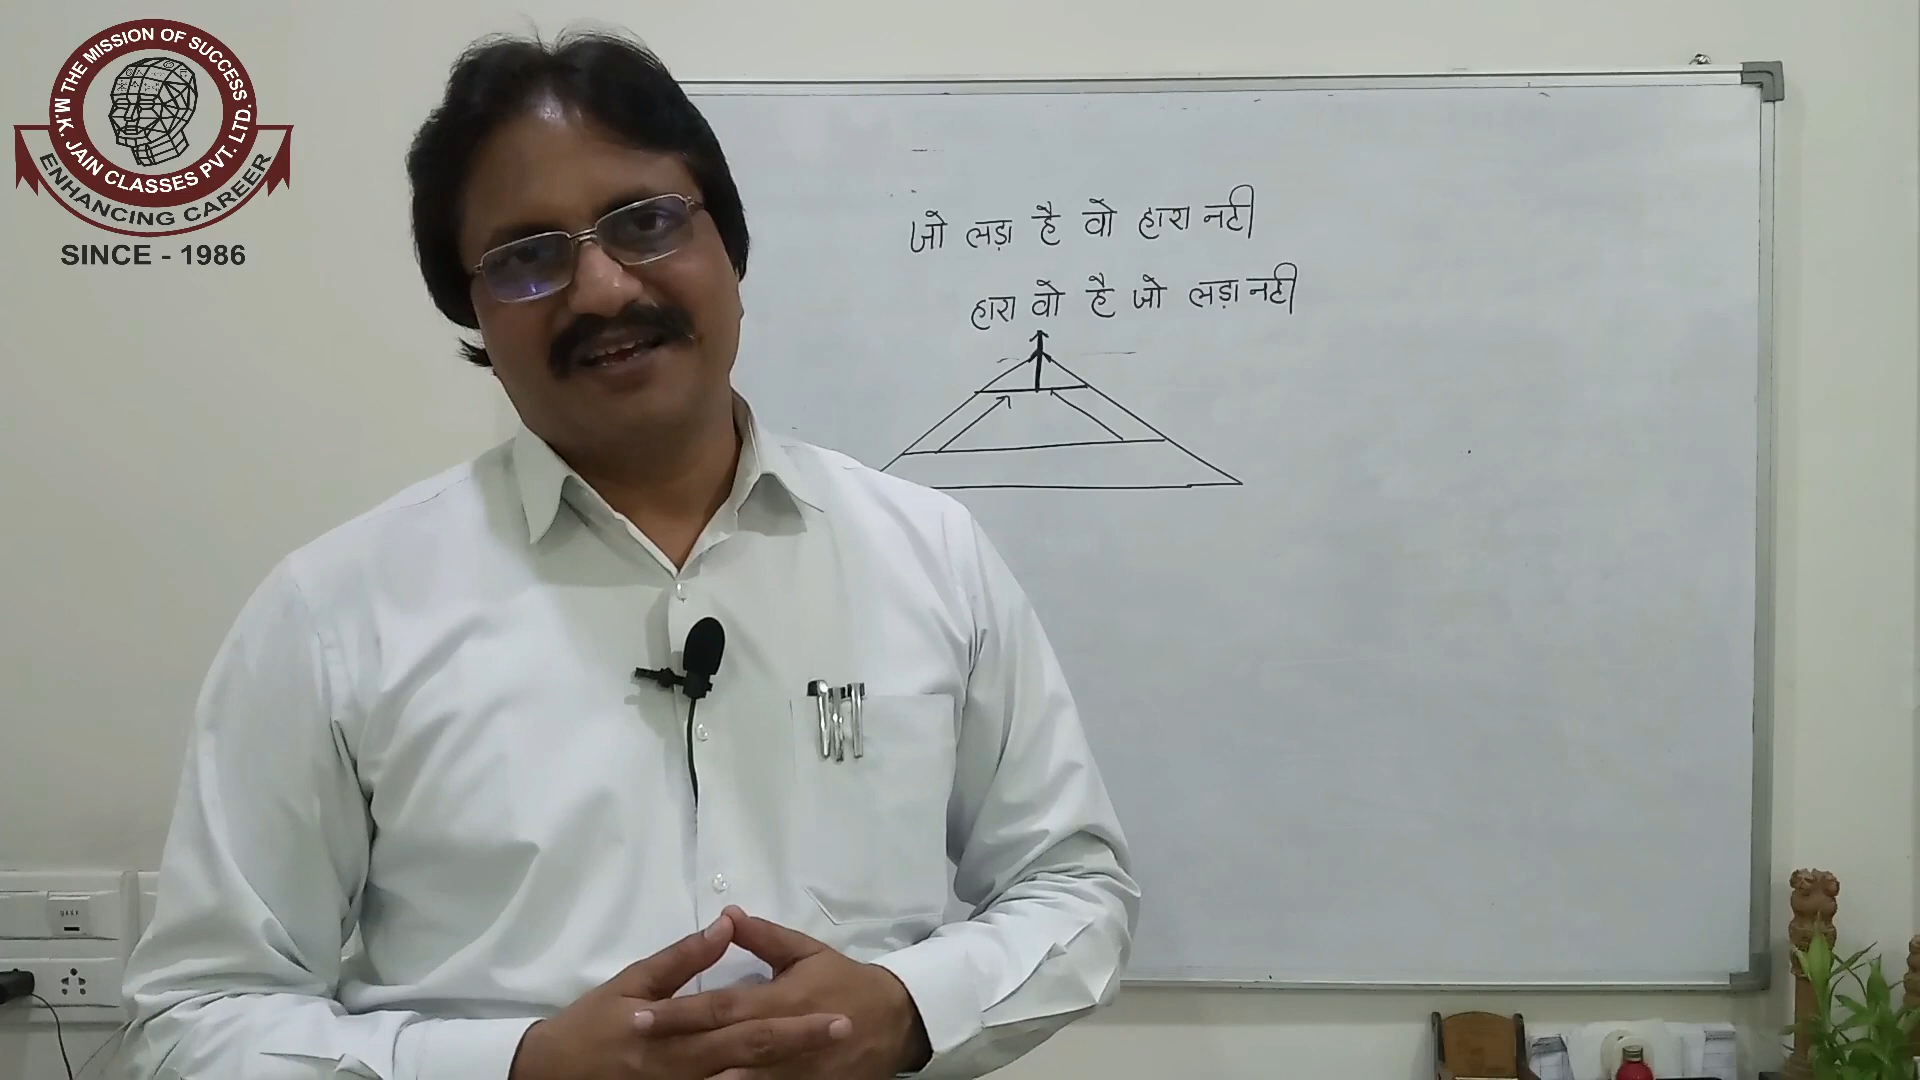 M.K. JAIN CLASSES PVT. LTD. THE MISSION OF SUCCESS
ENHANCING CAREER
SINCE - 1986
जो लड़ा है वो हारा नही
हारा वो है जो लड़ा नही